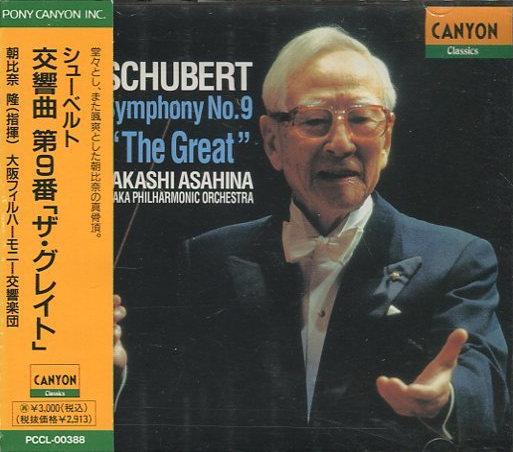 PONY CANYON INC.
堂々とし、また颯爽とした朝比奈の真骨頂。
シューベルト
交響曲 第9番「ザ・グレイト」
朝比奈 隆(指揮) 大阪フィルハーモニー交響楽団
CANYON
Classics
¥3,000(税込)
(税抜価格¥2,913)
PCCL-00388
CANYON
Classics
SCHUBERT
Symphony No.9
"The Great"
TAKASHI ASAHINA
AKA PHILHARMONIC ORCHESTRA